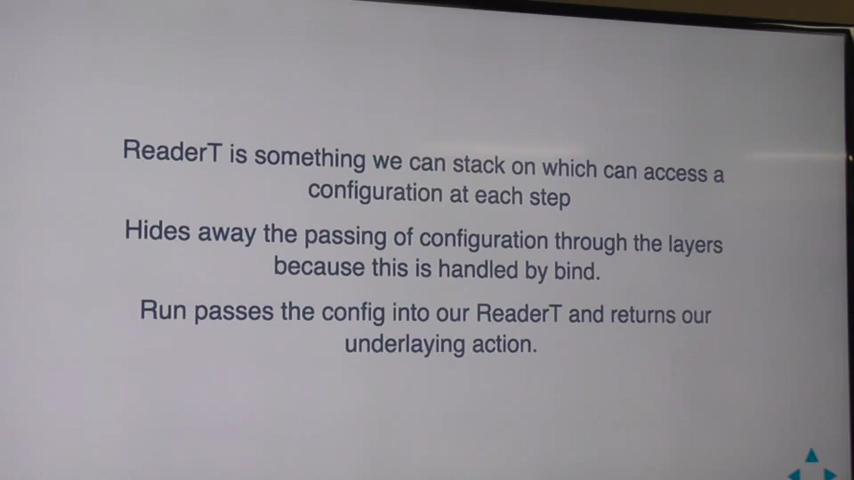 ReaderT is something we can stack on which can access a
configuration at each step
Hides away the passing of configuration through the layers
because this is handled by bind.
Run passes the config into our ReaderT and returns our
underlaying action.